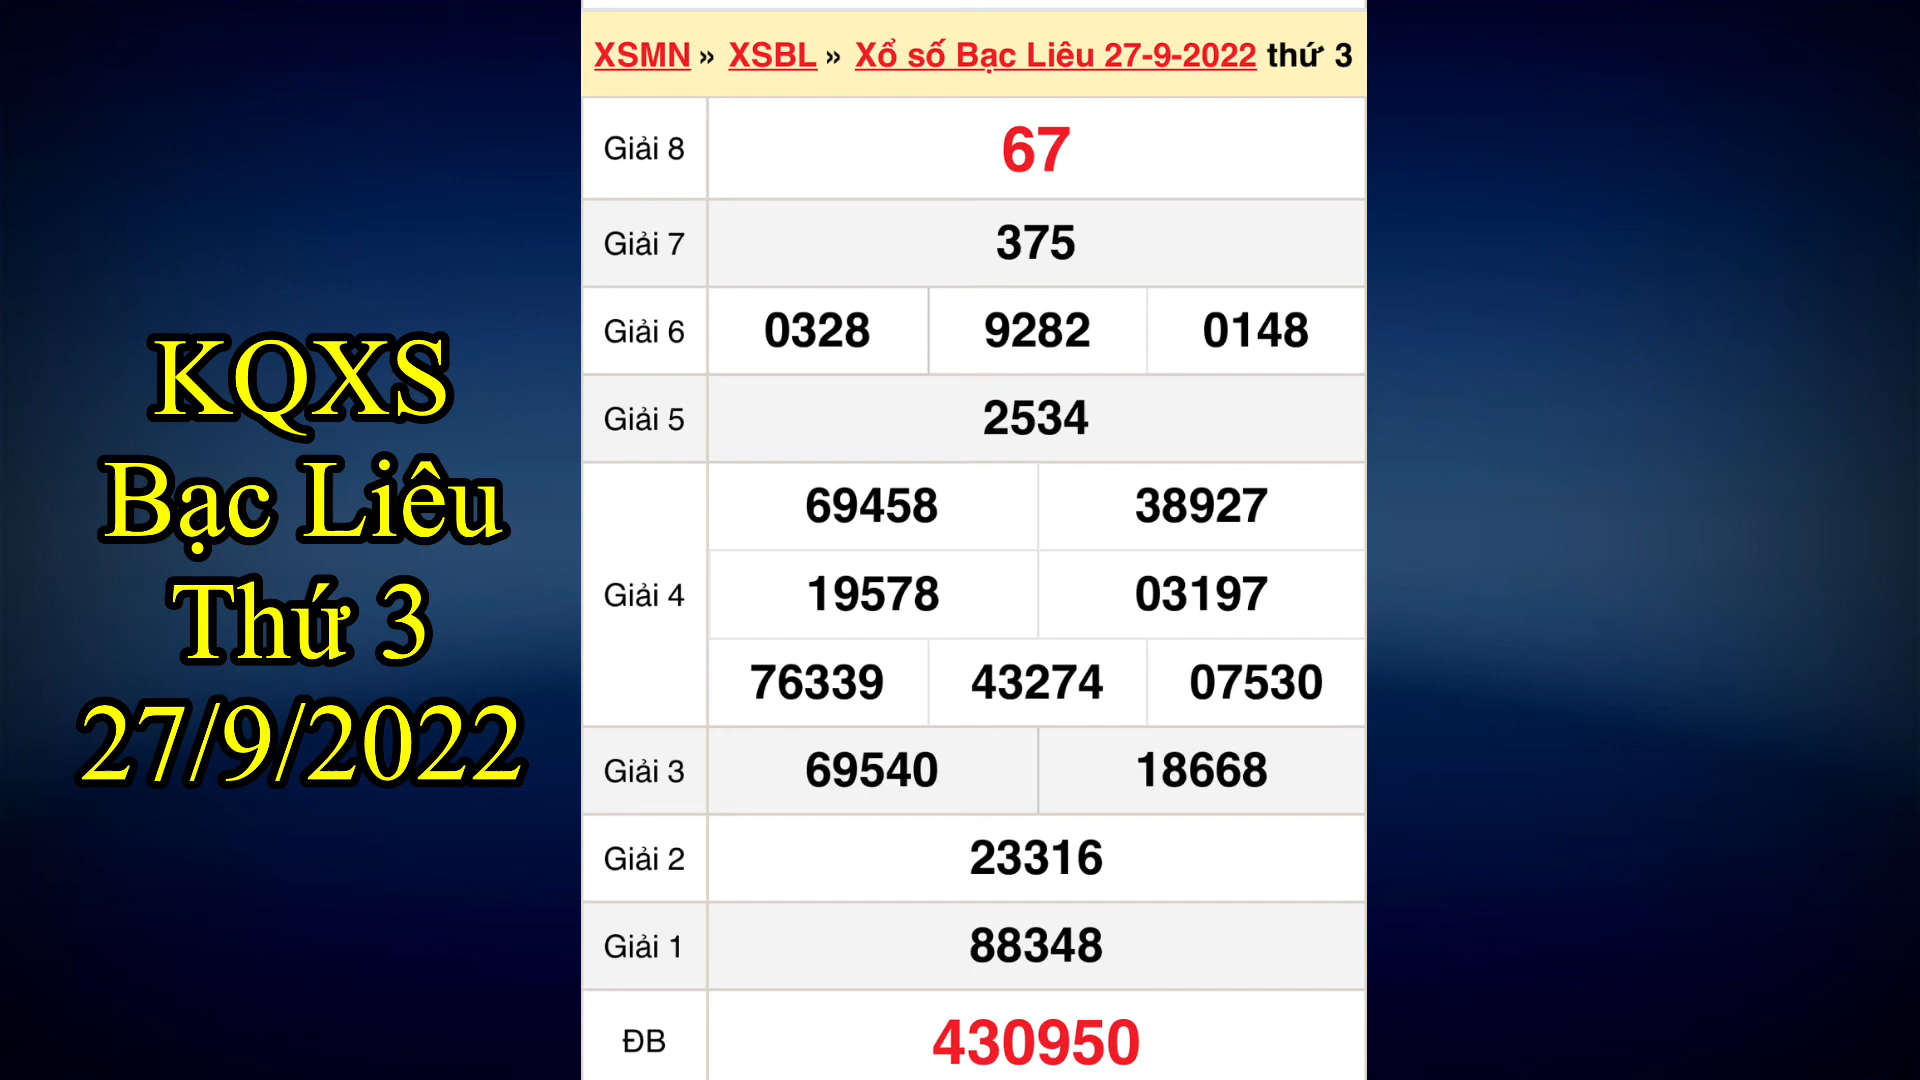 KQXS
Bạc Liêu
Thứ 3
27/9/2022
XSMN » XSBL » Xổ số Bạc Liêu 27-9-2022 thứ 3
Giải 8 67
Giải 7 375
Giải 6 0328 9282 0148
Giải 5 2534
Giải 4
69458 38927
19578 03197
76339 43274 07530
Giải 3 69540 18668
Giải 2 23316
Giải 1 88348
ĐB 430950